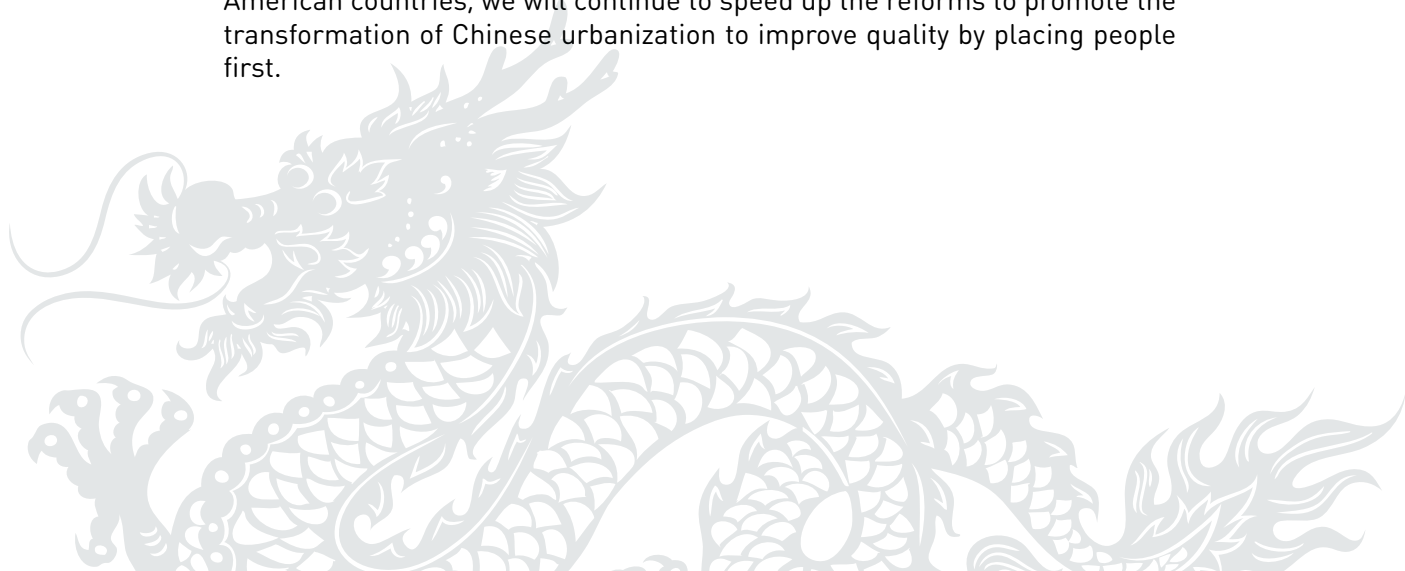 American countries, we will continue to speed up the reforms to promote the
transformation of Chinese urbanization to improve quality by placing people
first.